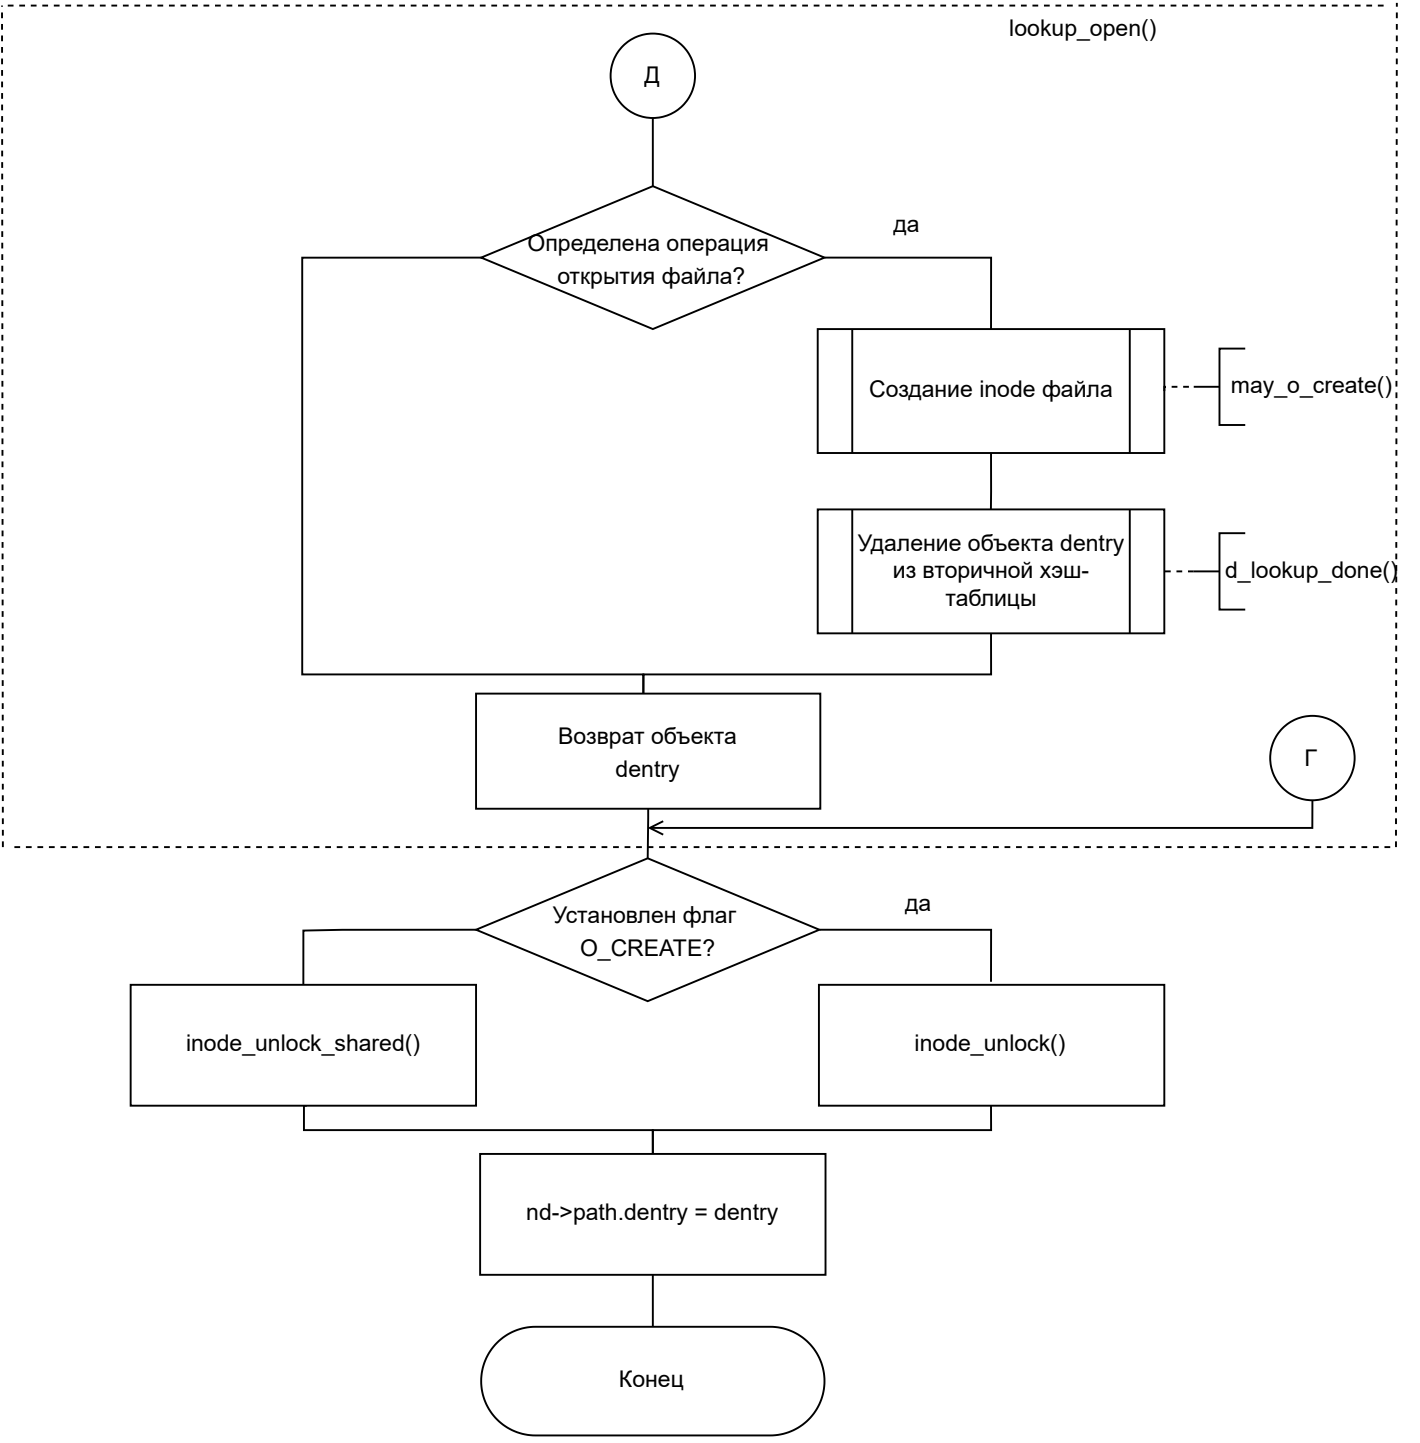 lookup_open()
Д
да
Определена операция
открытия файла?
Создание inode файла
may_o_create()
Удаление объекта dentry
из вторичной хэш-
таблицы
d_lookup_done()
Возврат объекта
dentry
Г
да
Установлен флаг
O_CREATE?
inode_unlock_shared()
inode_unlock()
nd->path.dentry = dentry
Конец